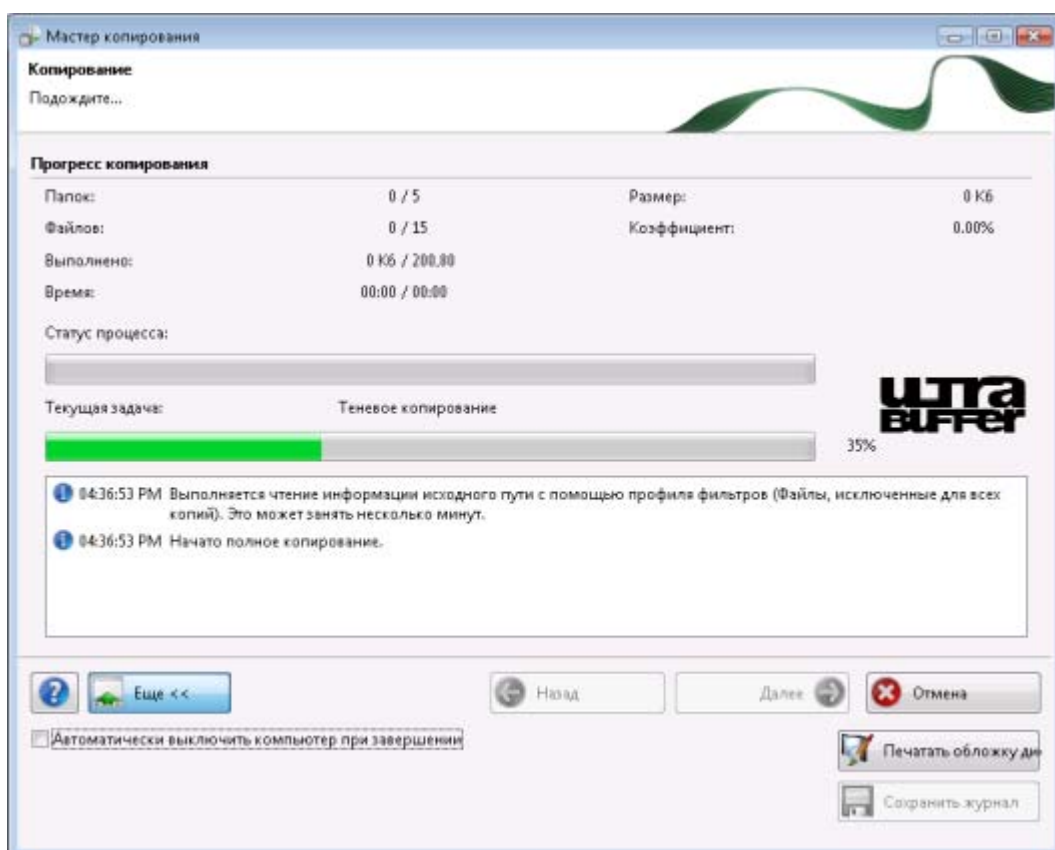 Мастер копирования
Копирование
Подождите...
Прогресс копирования
Папок: 0 / 5 Размер: 0 Кб
Файлов: 0 / 15 Коэффициент: 0.00%
Выполнено: 0 Кб / 200,80
Время: 00:00 / 00:00
Статус процесса:
Текущая задача: Теневое копирование
ultra
BUFFer
35%
04:36:53 PM Выполняется чтение информации исходного пути с помощью профиля фильтров (Файлы, исключенные для всех
копий). Это может занять несколько минут.
04:36:53 PM Начато полное копирование.
Еще << Назад Далее Отмена
Автоматически выключить компьютер при завершении
Печатать обложку ди
Сохранить журнал